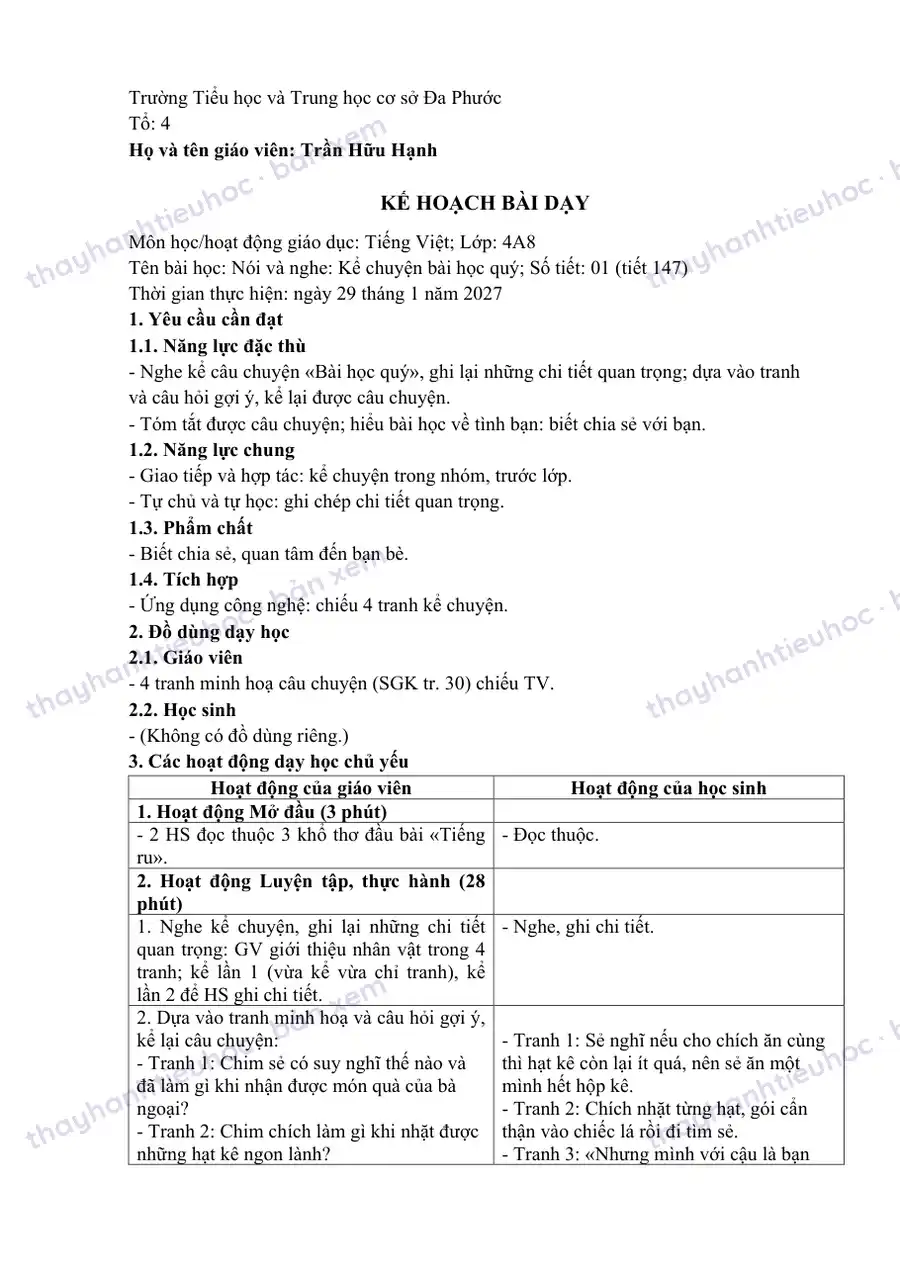 Trường Tiểu học và Trung học cơ sở Đa Phước
Tổ: 4
Họ và tên giáo viên: Trần Hữu Hạnh
KẾ HOẠCH BÀI DẠY
Môn học/hoạt động giáo dục: Tiếng Việt; Lớp: 4A8
Tên bài học: Nói và nghe: Kể chuyện bài học quý; Số tiết: 01 (tiết 147)
Thời gian thực hiện: ngày 29 tháng 1 năm 2027
1. Yêu cầu cần đạt
1.1. Năng lực đặc thù
- Nghe kể câu chuyện «Bài học quý», ghi lại những chi tiết quan trọng; dựa vào tranh
và câu hỏi gợi ý, kể lại được câu chuyện.
- Tóm tắt được câu chuyện; hiểu bài học về tình bạn: biết chia sẻ với bạn.
1.2. Năng lực chung
- Giao tiếp và hợp tác: kể chuyện trong nhóm, trước lớp.
- Tự chủ và tự học: ghi chép chi tiết quan trọng.
1.3. Phẩm chất
- Biết chia sẻ, quan tâm đến bạn bè.
1.4. Tích hợp
- Ứng dụng công nghệ: chiếu 4 tranh kể chuyện.
2. Đồ dùng dạy học
2.1. Giáo viên
- 4 tranh minh hoạ câu chuyện (SGK tr. 30) chiếu TV.
2.2. Học sinh
- (Không có đồ dùng riêng.)
3. Các hoạt động dạy học chủ yếu
Hoạt động của giáo viên
Hoạt động của học sinh
1. Hoạt động Mở đầu (3 phút)
- 2 HS đọc thuộc 3 khổ thơ đầu bài «Tiếng
ru».
- Đọc thuộc.
2. Hoạt động Luyện tập, thực hành (28
phút)
1. Nghe kể chuyện, ghi lại những chi tiết
quan trọng: GV giới thiệu nhân vật trong 4
tranh; kể lần 1 (vừa kể vừa chỉ tranh), kể
lần 2 để HS ghi chi tiết.
- Nghe, ghi chi tiết.
2. Dựa vào tranh minh hoạ và câu hỏi gợi ý,
kể lại câu chuyện:
- Tranh 1: Chim sẻ có suy nghĩ thế nào và
đã làm gì khi nhận được món quà của bà
ngoại?
- Tranh 2: Chim chích làm gì khi nhặt được
những hạt kê ngon lành?
- Tranh 1: Sẻ nghĩ nếu cho chích ăn cùng
thì hạt kê còn lại ít quá, nên sẻ ăn một
mình hết hộp kê.
- Tranh 2: Chích nhặt từng hạt, gói cẩn
thận vào chiếc lá rồi đi tìm sẻ.
- Tranh 3: «Nhưng mình với cậu là bạn
thayhanhtieuhoc · bản xem
thayhanhtieuhoc · b
thayhanhtieuhoc · bản xem
thayhanhtieuhoc · b
thayhanhtieuhoc · bản xem
thayhanhtieuhoc · b